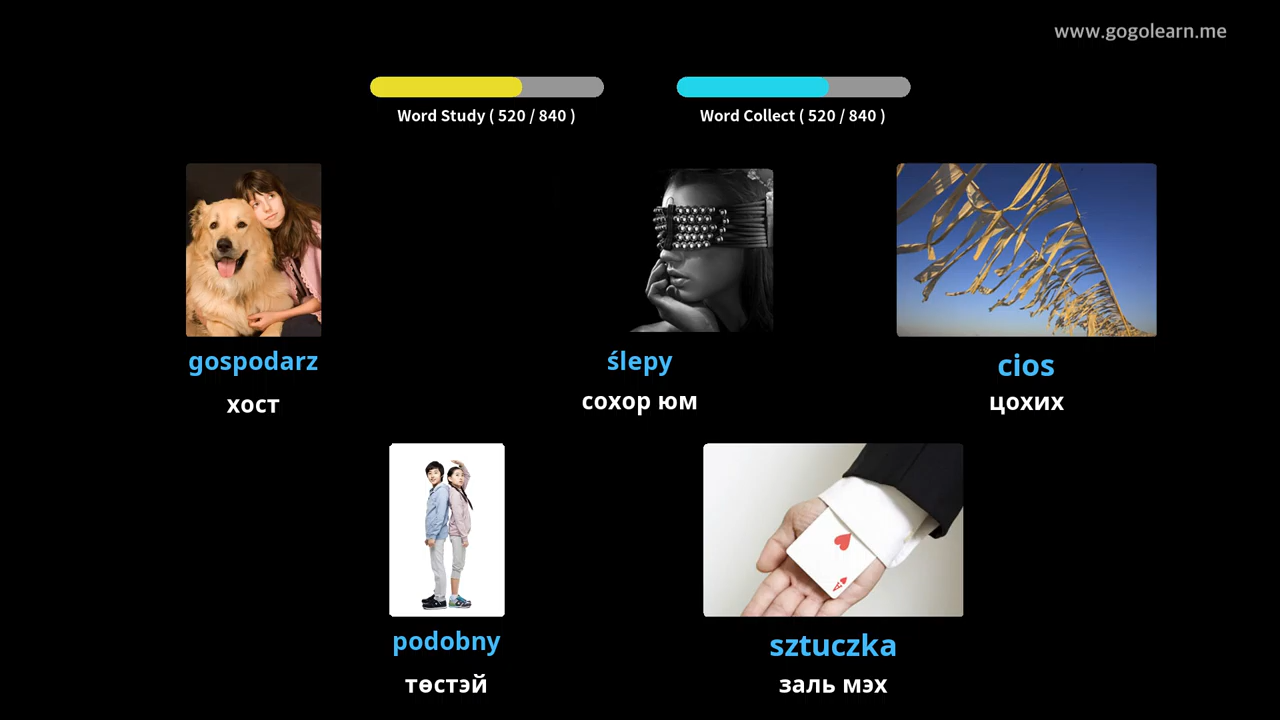 www.gogolearn.me
Word Study ( 520 / 840 )
Word Collect ( 520 / 840 )
gospodarz
хост
ślepy
сохор юм
cios
цохих
podobny
төстэй
sztuczka
заль мэх